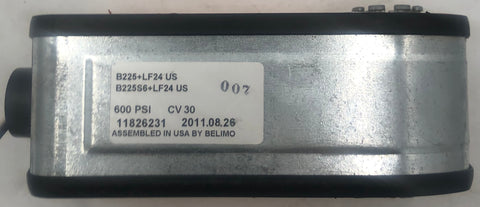 B225+LF24 US
B225S6+LF24 US
007
600 PSI CV 30
11826231 2011.08.26
ASSEMBLED IN USA BY BELIMO